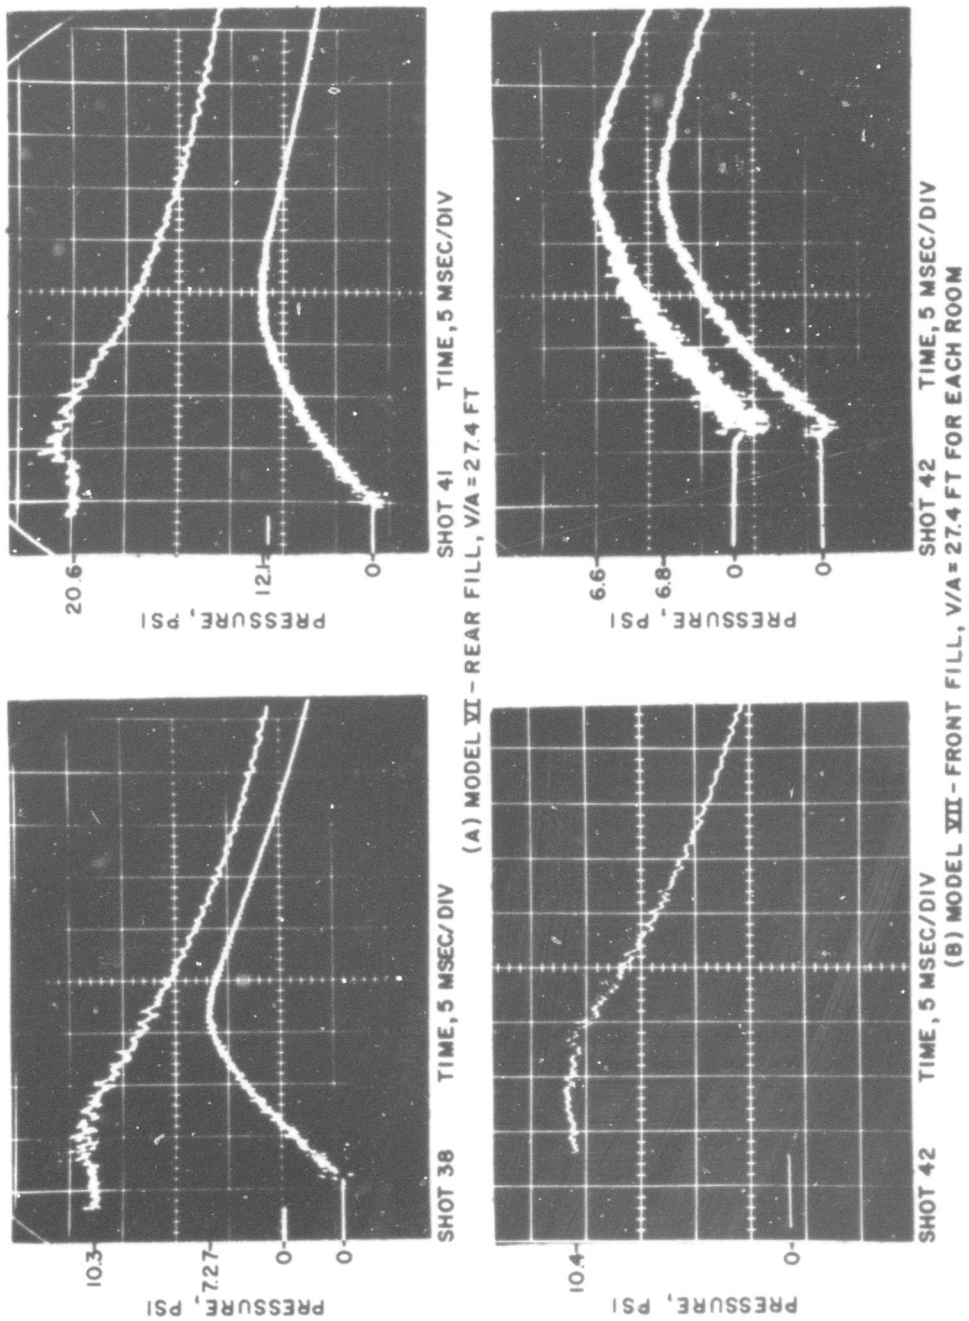 PRESSURE, PSI
10.3
7.27
0
0
SHOT 38
TIME, 5 MSEC/DIV
PRESSURE, PSI
20.6
12.1
0
SHOT 41
TIME, 5 MSEC/DIV
(A) MODEL VI - REAR FILL, V/A = 27.4 FT
PRESSURE, PSI
10.4
0
SHOT 42
TIME, 5 MSEC/DIV
PRESSURE, PSI
6.6
6.8
0
0
SHOT 42
TIME, 5 MSEC/DIV
(B) MODEL VII - FRONT FILL, V/A = 27.4 FT FOR EACH ROOM